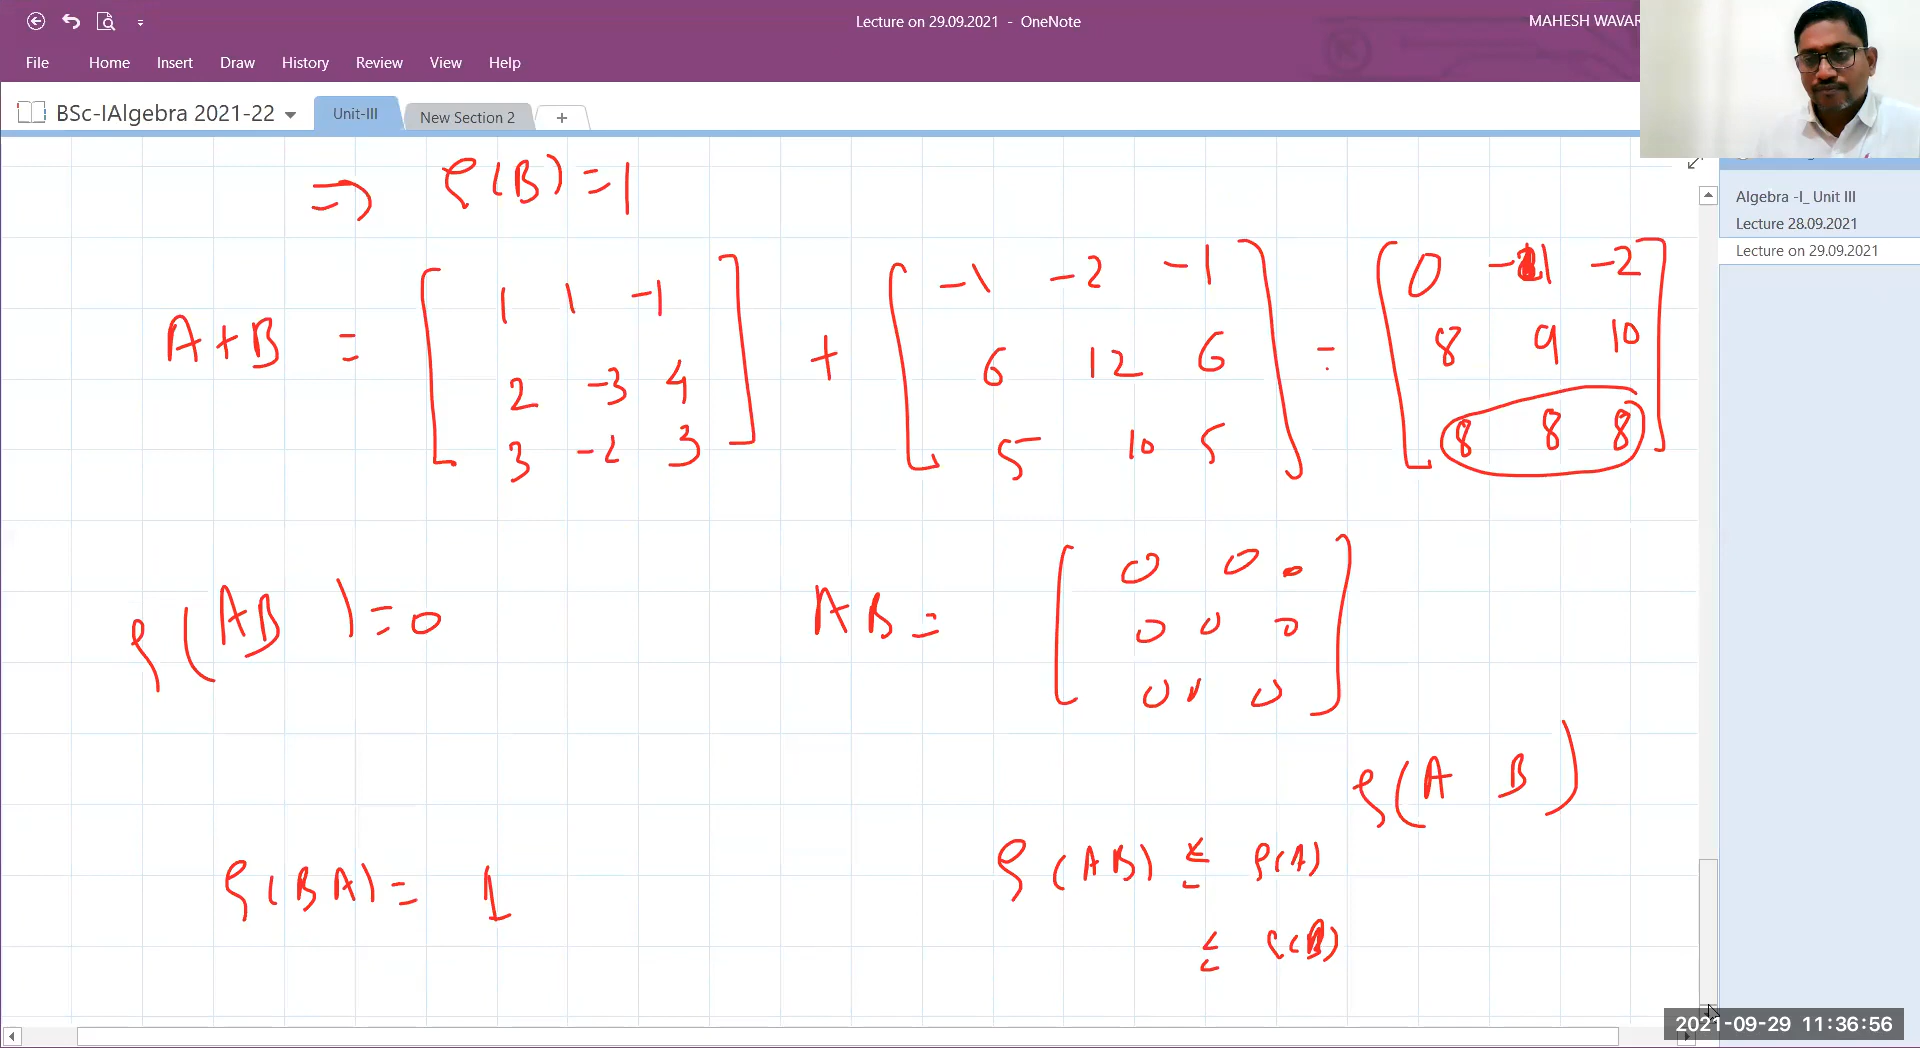 Lecture on 29.09.2021 - OneNote
MAHESH WAVAR
File Home Insert Draw History Review View Help
BSc-IAlgebra 2021-22
Unit-III
New Section 2
+
Algebra -I_ Unit III
Lecture 28.09.2021
Lecture on 29.09.2021
⇒ ρ(B) = 1
A+B = [ 1 1 -1 ] + [ -1 -2 -1 ] = [ 0 -1 -2 ]
[ 2 -3 4 ] [ 6 12 6 ] [ 8 9 10 ]
[ 3 -2 3 ] [ 5 10 5 ] [ 8 8 8 ]
ρ(AB) = 0
AB = [ 0 0 0 ]
[ 0 0 0 ]
[ 0 0 0 ]
ρ(A B)
ρ(AB) ≤ ρ(A)
≤ ρ(B)
ρ(BA) = 1
2021-09-29 11:36:56